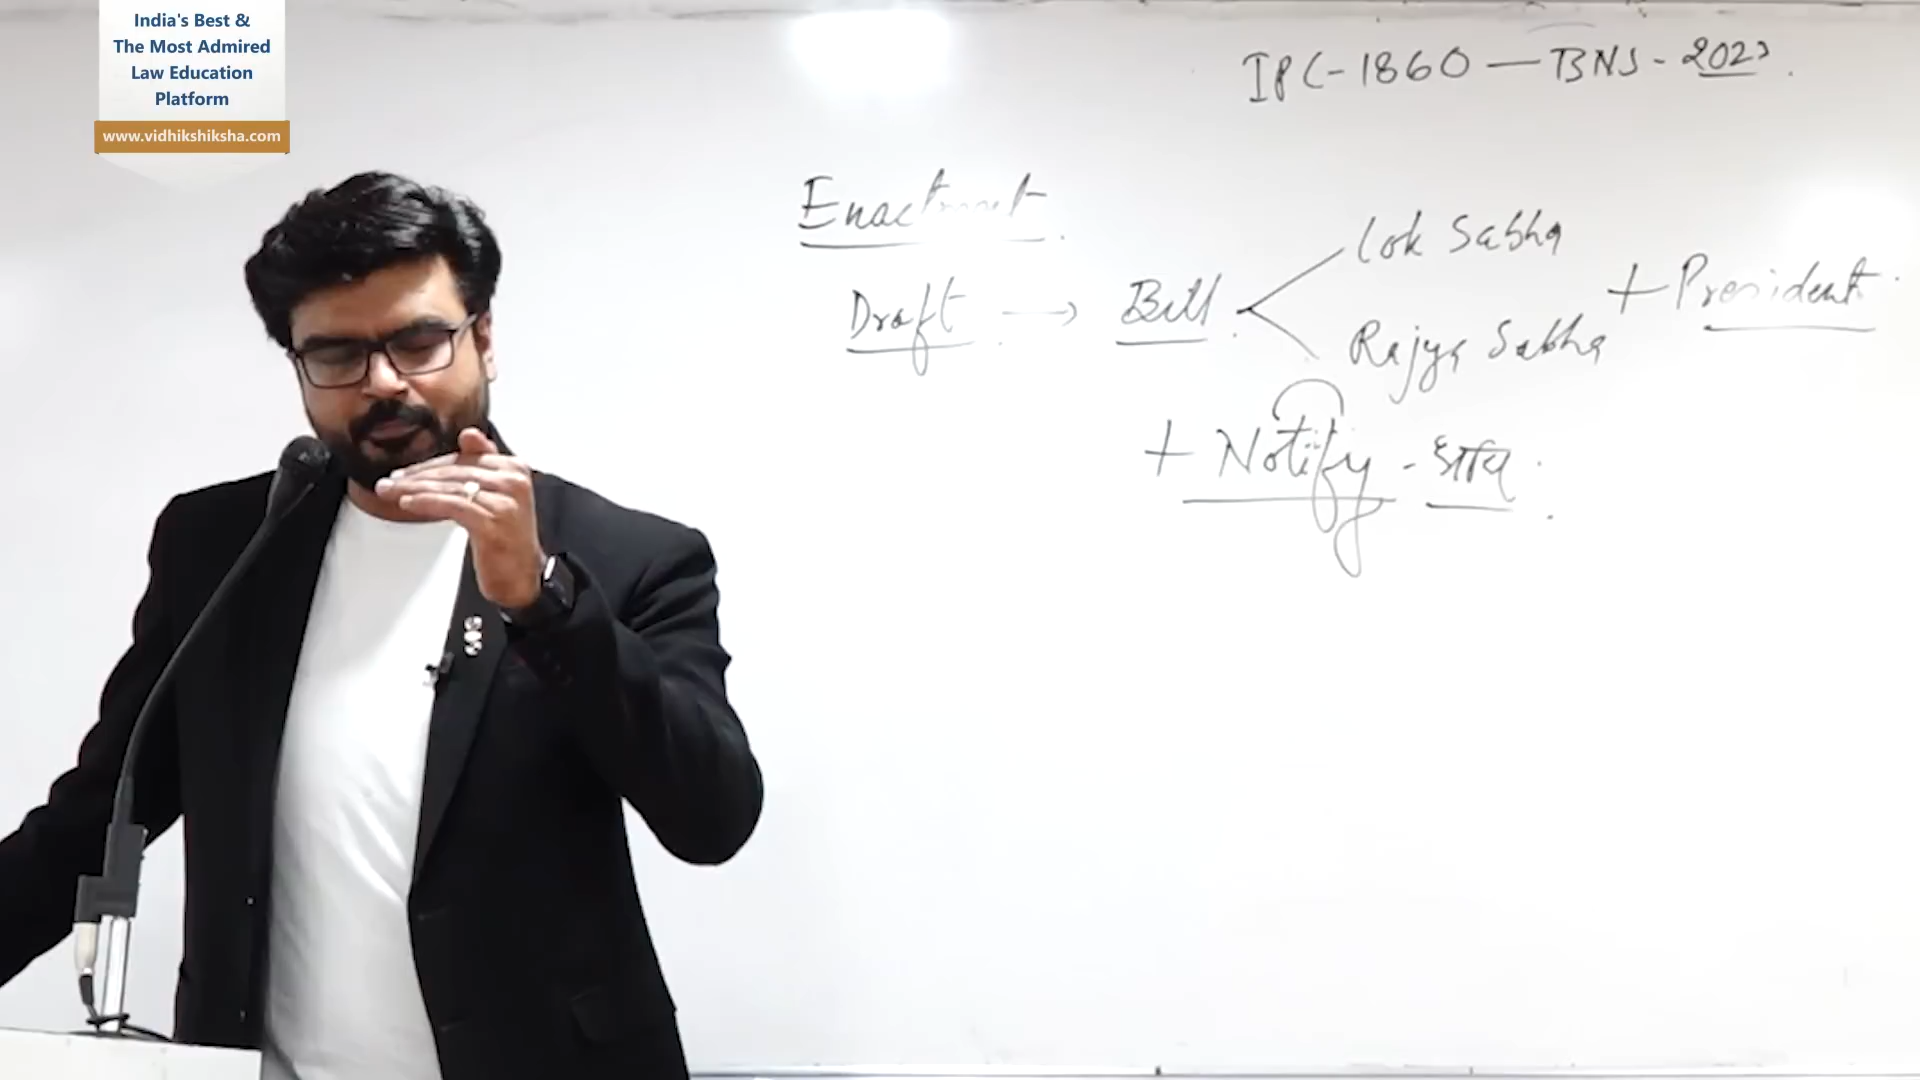 India's Best &
The Most Admired
Law Education
Platform
www.vidhikshiksha.com
IPC-1860 — BNS - 2023.
Enactment.
Draft. → Bill. < Lok Sabha
Rajya Sabha
+ President.
+ Notify -